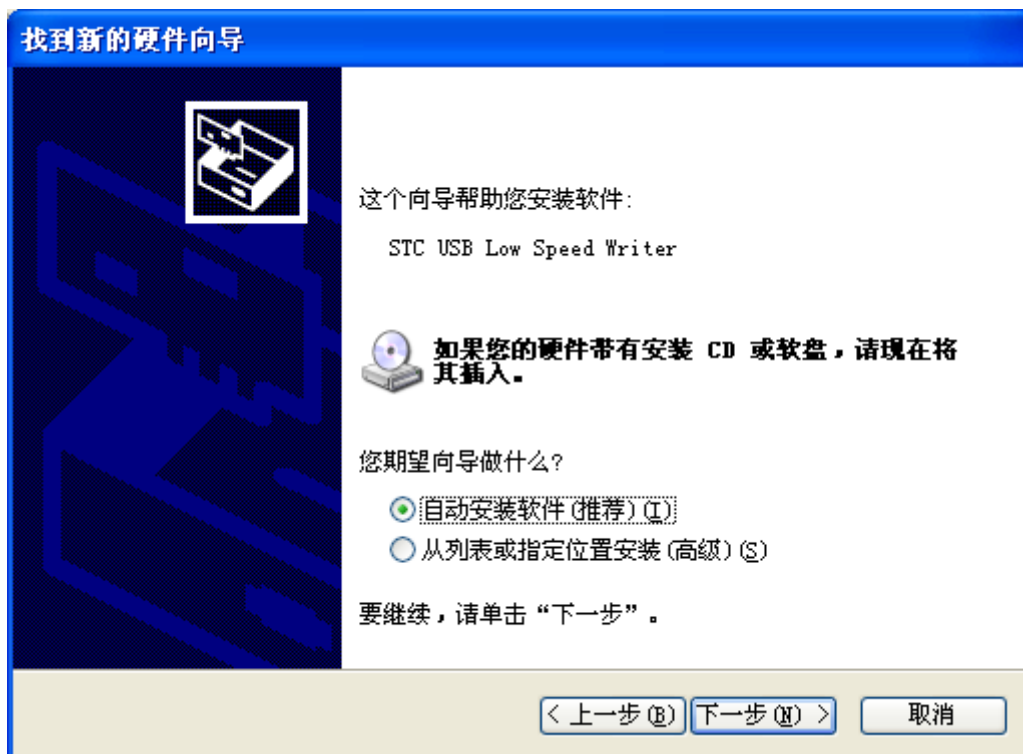 找到新的硬件向导
这个向导帮助您安装软件:
STC USB Low Speed Writer
如果您的硬件带有安装 CD 或软盘，请现在将
其插入。
您期望向导做什么?
自动安装软件(推荐)(I)
从列表或指定位置安装(高级)(S)
要继续，请单击“下一步”。
< 上一步(B) 下一步(N) > 取消